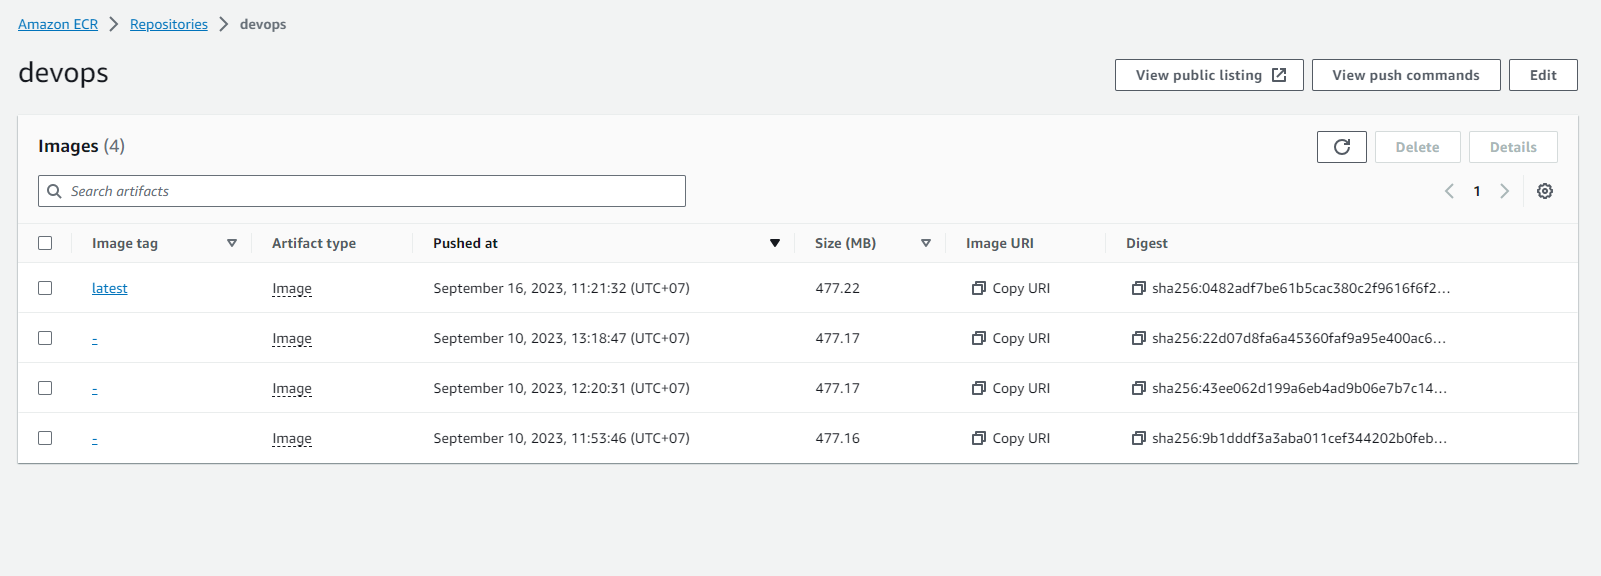 Amazon ECR > Repositories > devops
devops
View public listing View push commands Edit
Images (4)
Delete Details
Search artifacts
1
Image tag Artifact type Pushed at Size (MB) Image URI Digest
latest Image September 16, 2023, 11:21:32 (UTC+07) 477.22 Copy URI sha256:0482adf7be61b5cac380c2f9616f6f2...
- Image September 10, 2023, 13:18:47 (UTC+07) 477.17 Copy URI sha256:22d07d8fa6a45360faf9a95e400ac6...
- Image September 10, 2023, 12:20:31 (UTC+07) 477.17 Copy URI sha256:43ee062d199a6eb4ad9b06e7b7c14...
- Image September 10, 2023, 11:53:46 (UTC+07) 477.16 Copy URI sha256:9b1dddf3a3aba011cef344202b0feb...